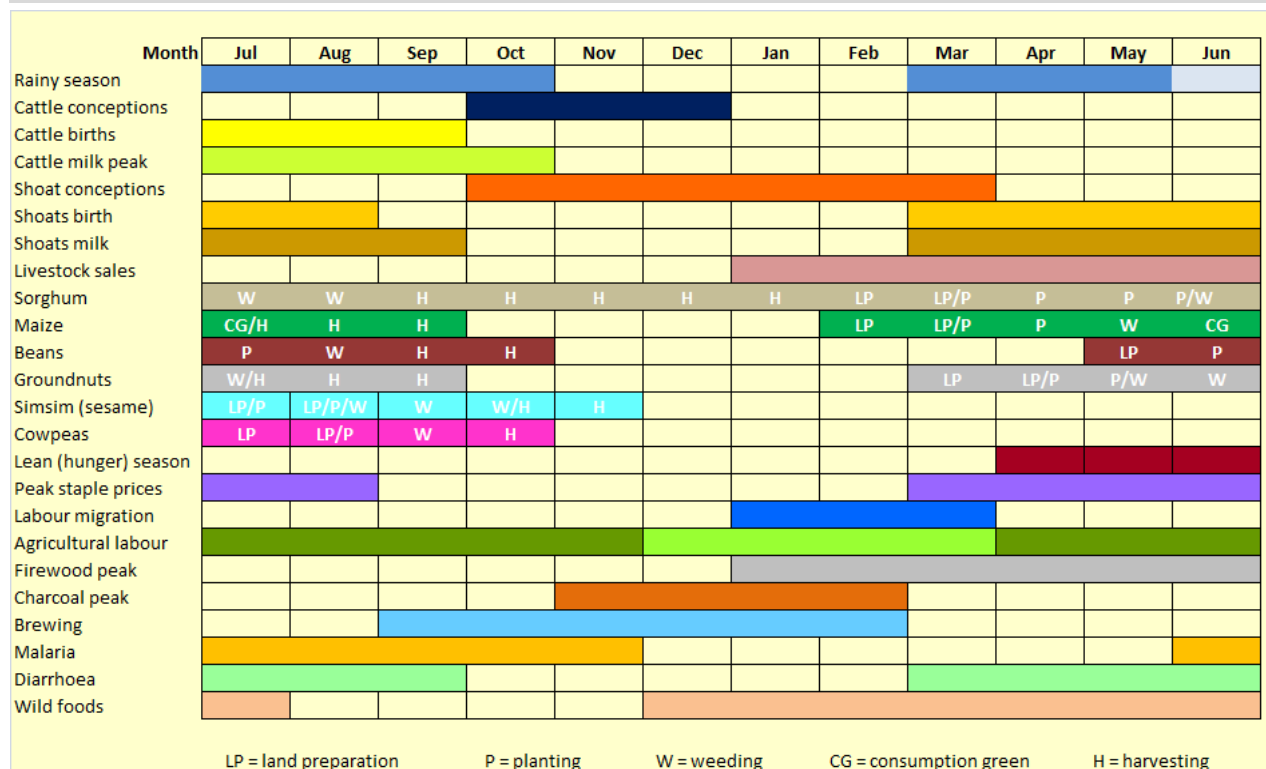 Month Jul Aug Sep Oct Nov Dec Jan Feb Mar Apr May Jun
Rainy season
Cattle conceptions
Cattle births
Cattle milk peak
Shoat conceptions
Shoats birth
Shoats milk
Livestock sales
Sorghum W W H H H H H LP LP/P P P P/W
Maize CG/H H H LP LP/P P W CG
Beans P W H H LP P
Groundnuts W/H H H LP LP/P P/W W
Simsim (sesame) LP/P LP/P/W W W/H H
Cowpeas LP LP/P W H
Lean (hunger) season
Peak staple prices
Labour migration
Agricultural labour
Firewood peak
Charcoal peak
Brewing
Malaria
Diarrhoea
Wild foods
LP = land preparation P = planting W = weeding CG = consumption green H = harvesting